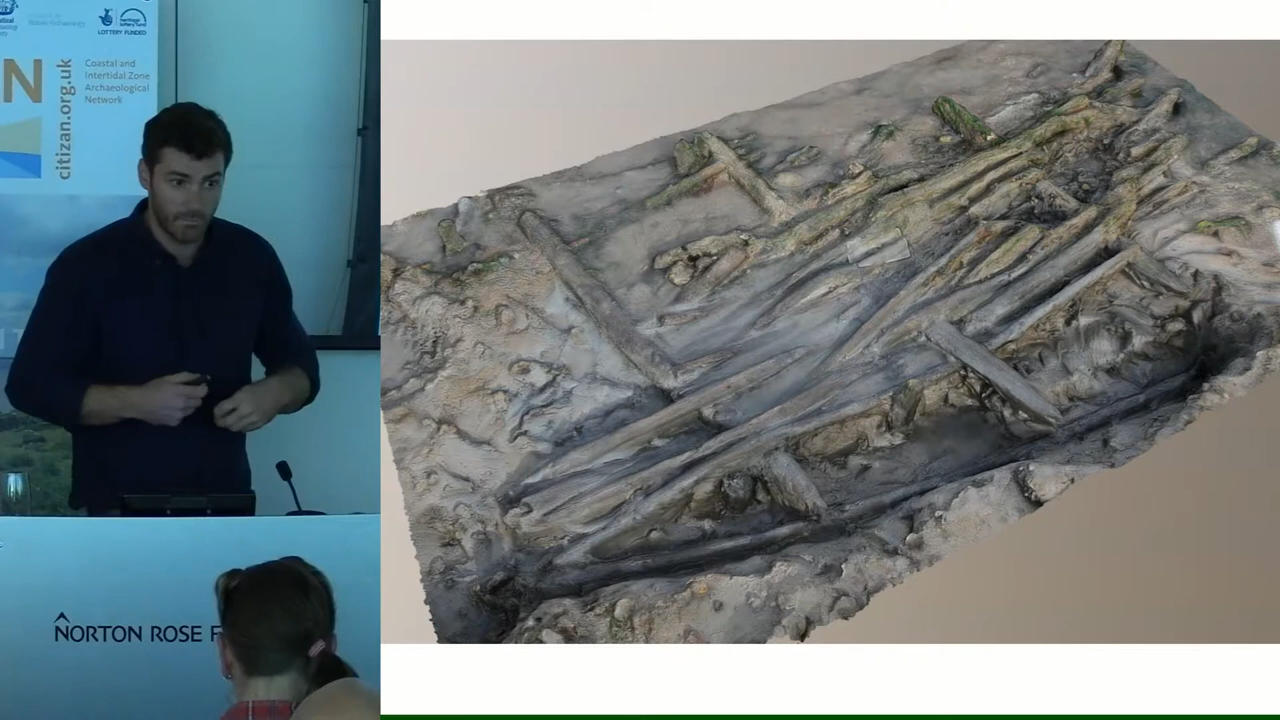 LOTTERY FUNDED
N
citizan.org.uk
Coastal and
Intertidal Zone
Archaeological
Network
NORTON ROSE F